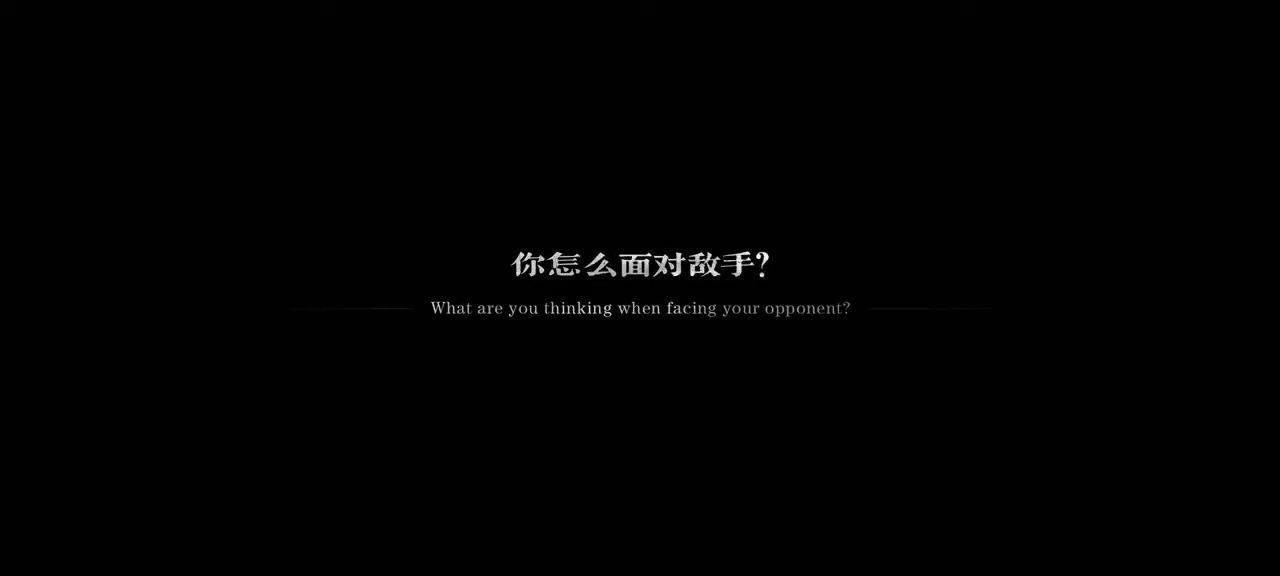 你怎么面对敌手?
What are you thinking when facing your opponent?